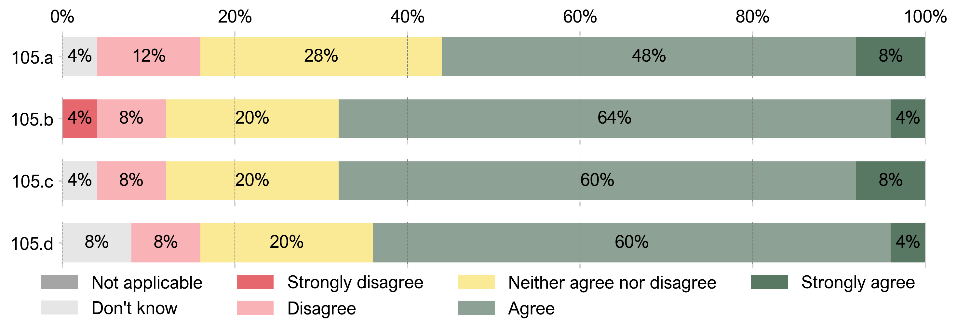 0% 20% 40% 60% 80% 100%
105.a 4% 12% 28% 48% 8%
105.b 4% 8% 20% 64% 4%
105.c 4% 8% 20% 60% 8%
105.d 8% 8% 20% 60% 4%
Not applicable Strongly disagree Neither agree nor disagree Strongly agree
Don't know Disagree Agree